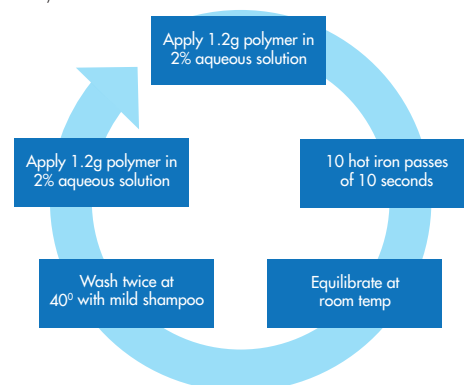 Apply 1.2g polymer in
2% aqueous solution
10 hot iron passes
of 10 seconds
Equilibrate at
room temp
Wash twice at
40⁰ with mild shampoo
Apply 1.2g polymer in
2% aqueous solution